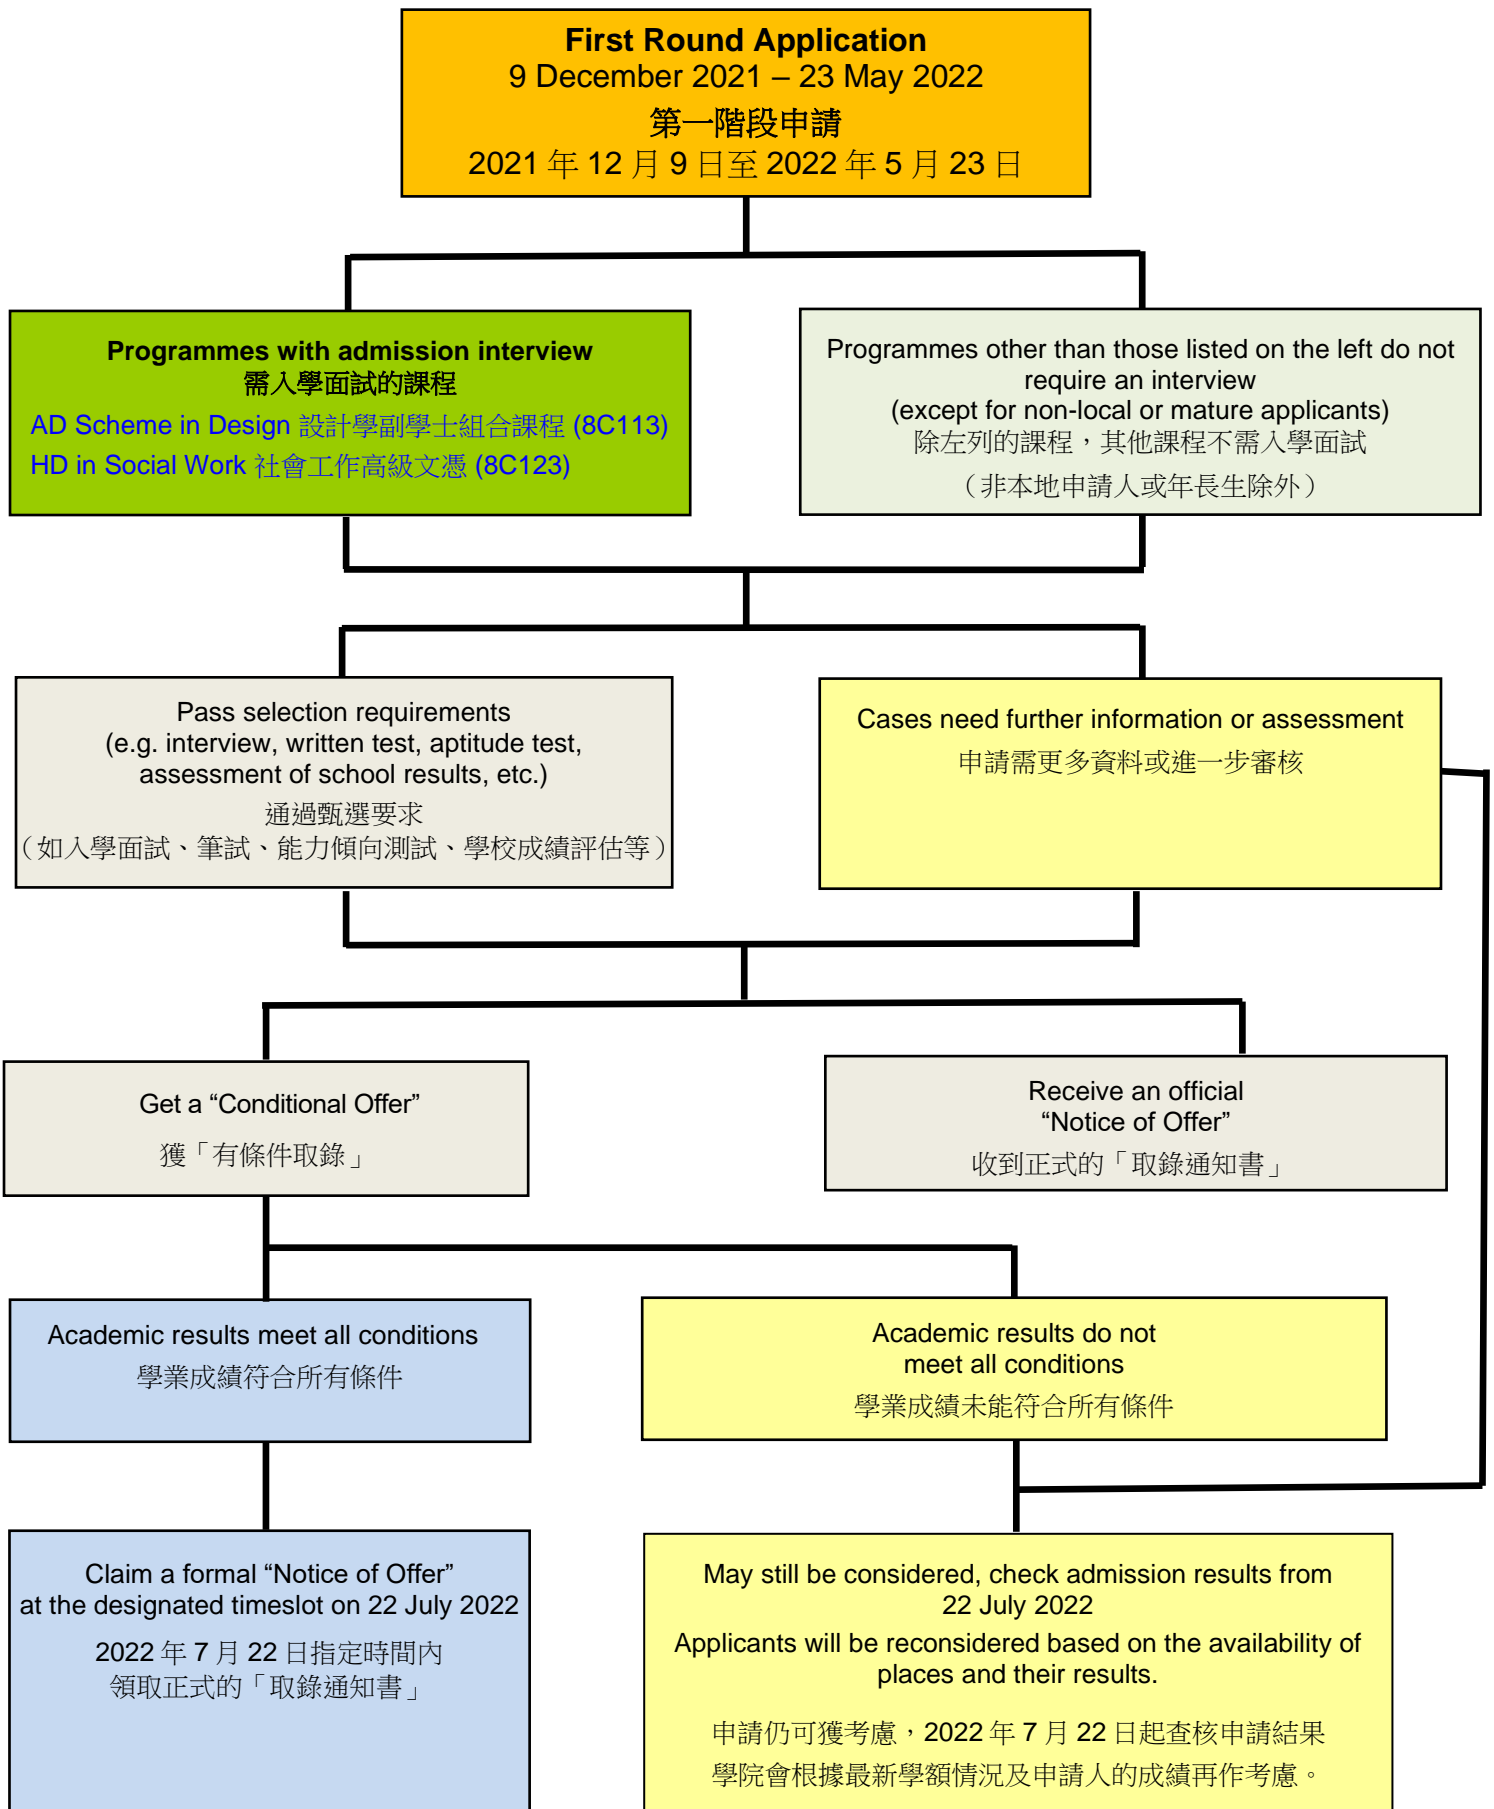 First Round Application
9 December 2021 – 23 May 2022
第一階段申請
2021 年 12 月 9 日至 2022 年 5 月 23 日
Programmes with admission interview
需入學面試的課程
AD Scheme in Design 設計學副學士組合課程 (8C113)
HD in Social Work 社會工作高級文憑 (8C123)
Programmes other than those listed on the left do not
require an interview
(except for non-local or mature applicants)
除左列的課程，其他課程不需入學面試
（非本地申請人或年長生除外）
Pass selection requirements
(e.g. interview, written test, aptitude test,
assessment of school results, etc.)
通過甄選要求
（如入學面試、筆試、能力傾向測試、學校成績評估等）
Cases need further information or assessment
申請需更多資料或進一步審核
Get a “Conditional Offer”
獲「有條件取錄」
Receive an official
“Notice of Offer”
收到正式的「取錄通知書」
Academic results meet all conditions
學業成績符合所有條件
Academic results do not
meet all conditions
學業成績未能符合所有條件
Claim a formal “Notice of Offer”
at the designated timeslot on 22 July 2022
2022 年 7 月 22 日指定時間內
領取正式的「取錄通知書」
May still be considered, check admission results from
22 July 2022
Applicants will be reconsidered based on the availability of
places and their results.
申請仍可獲考慮，2022 年 7 月 22 日起查核申請結果
學院會根據最新學額情況及申請人的成績再作考慮。